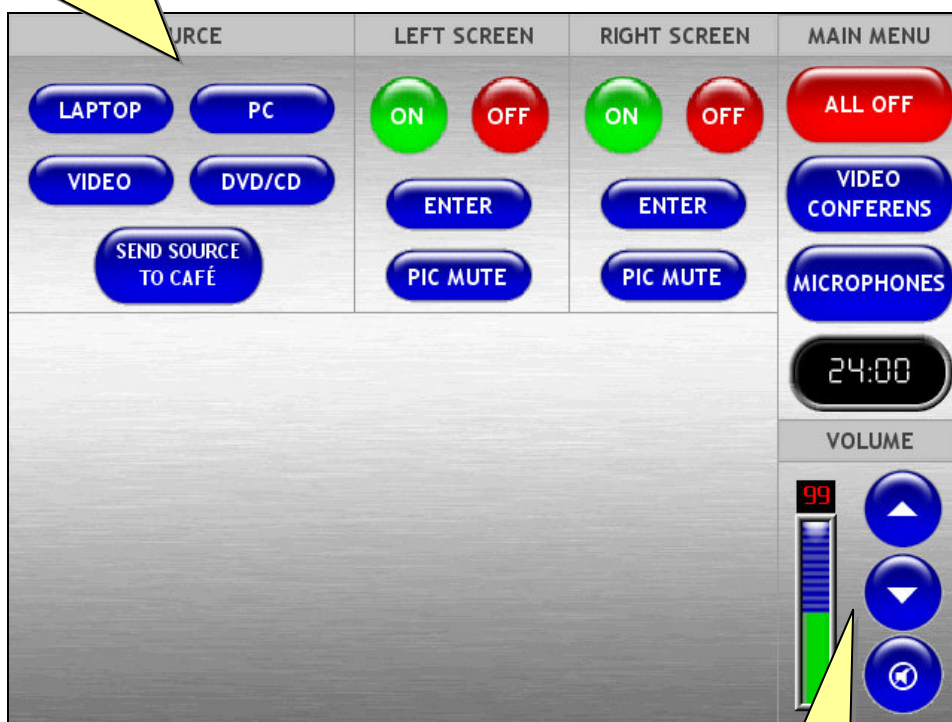 URCE
LEFT SCREEN
RIGHT SCREEN
MAIN MENU
LAPTOP
PC
ON
OFF
ON
OFF
ALL OFF
VIDEO
DVD/CD
ENTER
ENTER
VIDEO
CONFERENS
SEND SOURCE
TO CAFÉ
PIC MUTE
PIC MUTE
MICROPHONES
24:00
VOLUME
99